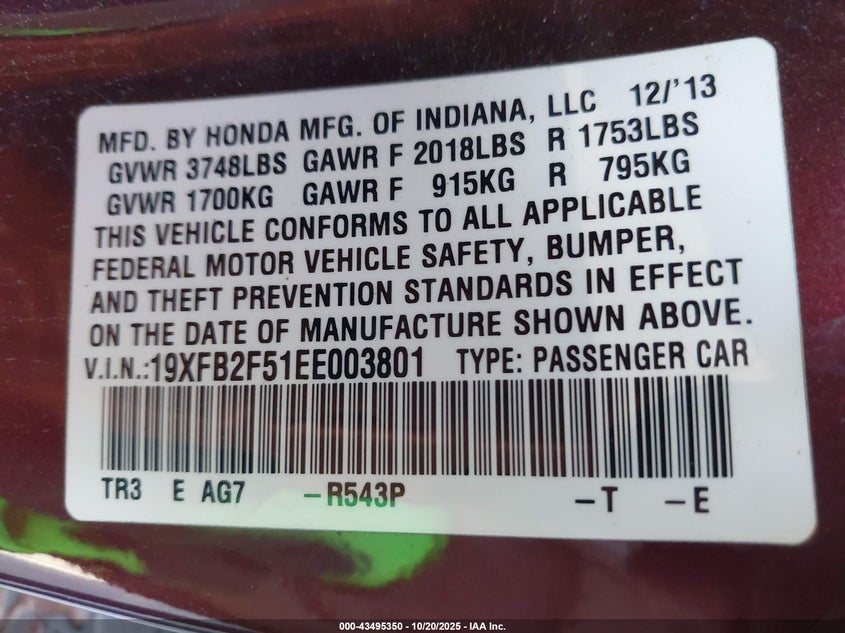 MFD. BY HONDA MFG. OF INDIANA, LLC 12/'13
GVWR 3748LBS GAWR F 2018LBS R 1753LBS
GVWR 1700KG GAWR F 915KG R 795KG
THIS VEHICLE CONFORMS TO ALL APPLICABLE
FEDERAL MOTOR VEHICLE SAFETY, BUMPER,
AND THEFT PREVENTION STANDARDS IN EFFECT
ON THE DATE OF MANUFACTURE SHOWN ABOVE.
V.I.N.:19XFB2F51EE003801 TYPE: PASSENGER CAR
TR3 E AG7 –R543P –T –E
000-43495350 | 10/20/2025 - IAA Inc.